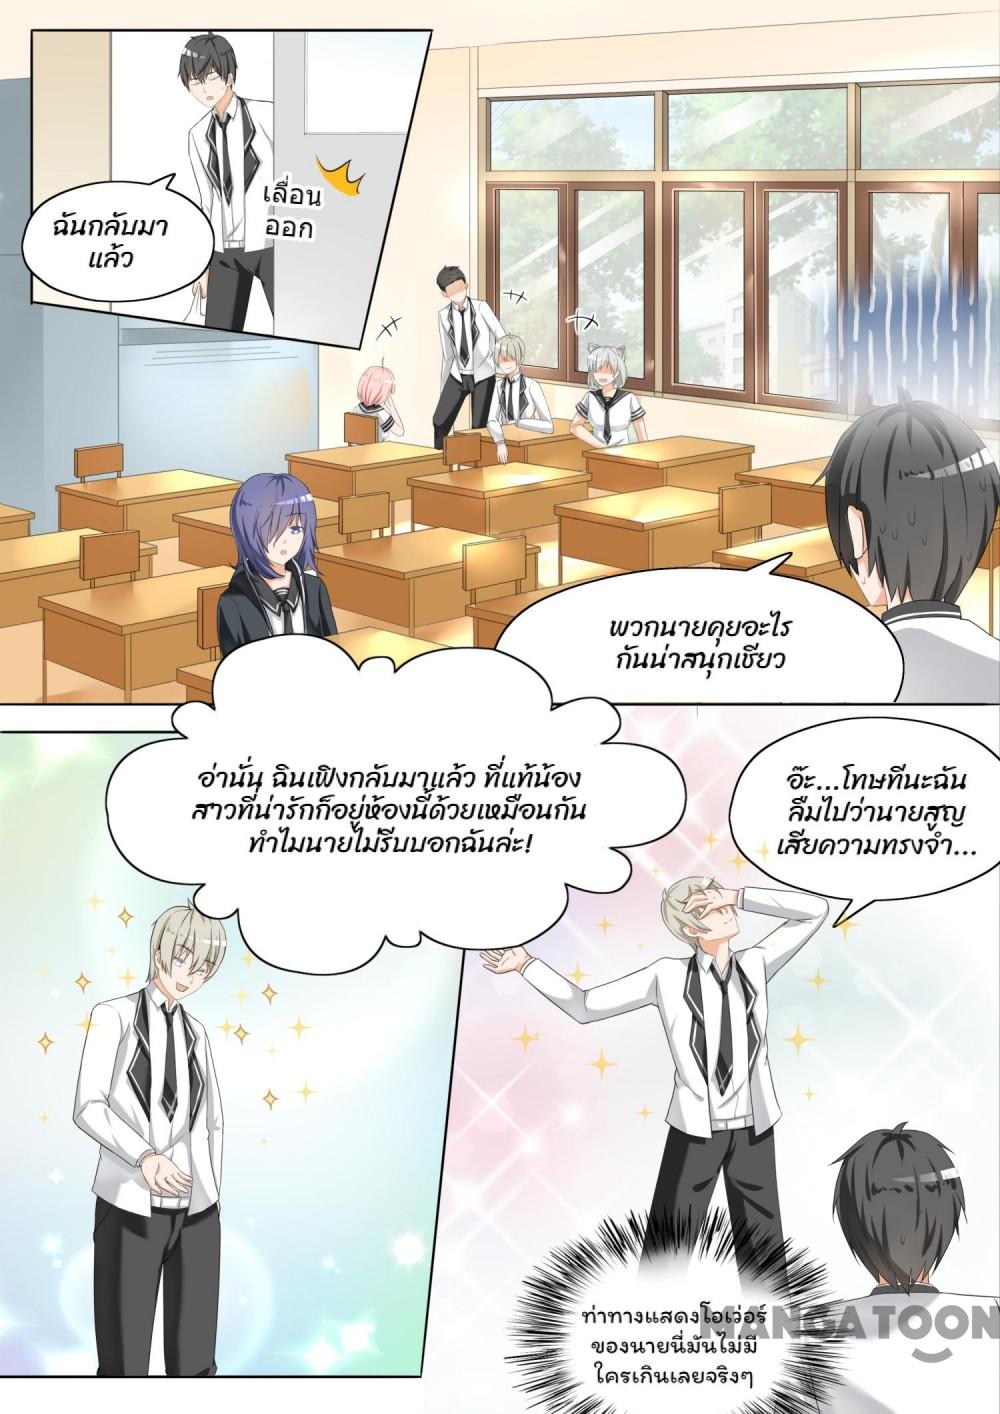 ฉันกลับมา
แล้ว
เลื่อน
ออก
พวกนายคุยอะไร
กันน่าสนุกเชียว
อ่านั่น ฉินเฟิงกลับมาแล้ว ที่แท้น้อง
สาวที่น่ารักก็อยู่ห้องนี้ด้วยเหมือนกัน
ทำไมนายไม่รีบบอกฉันล่ะ!
อ๊ะ...โทษทีนะฉัน
ลืมไปว่านายสูญ
เสียความทรงจำ...
ท่าทางแสดงโอเว่อร์
ของนายนี่มันไม่มี
ใครเกินเลยจริงๆ
MANGATOON